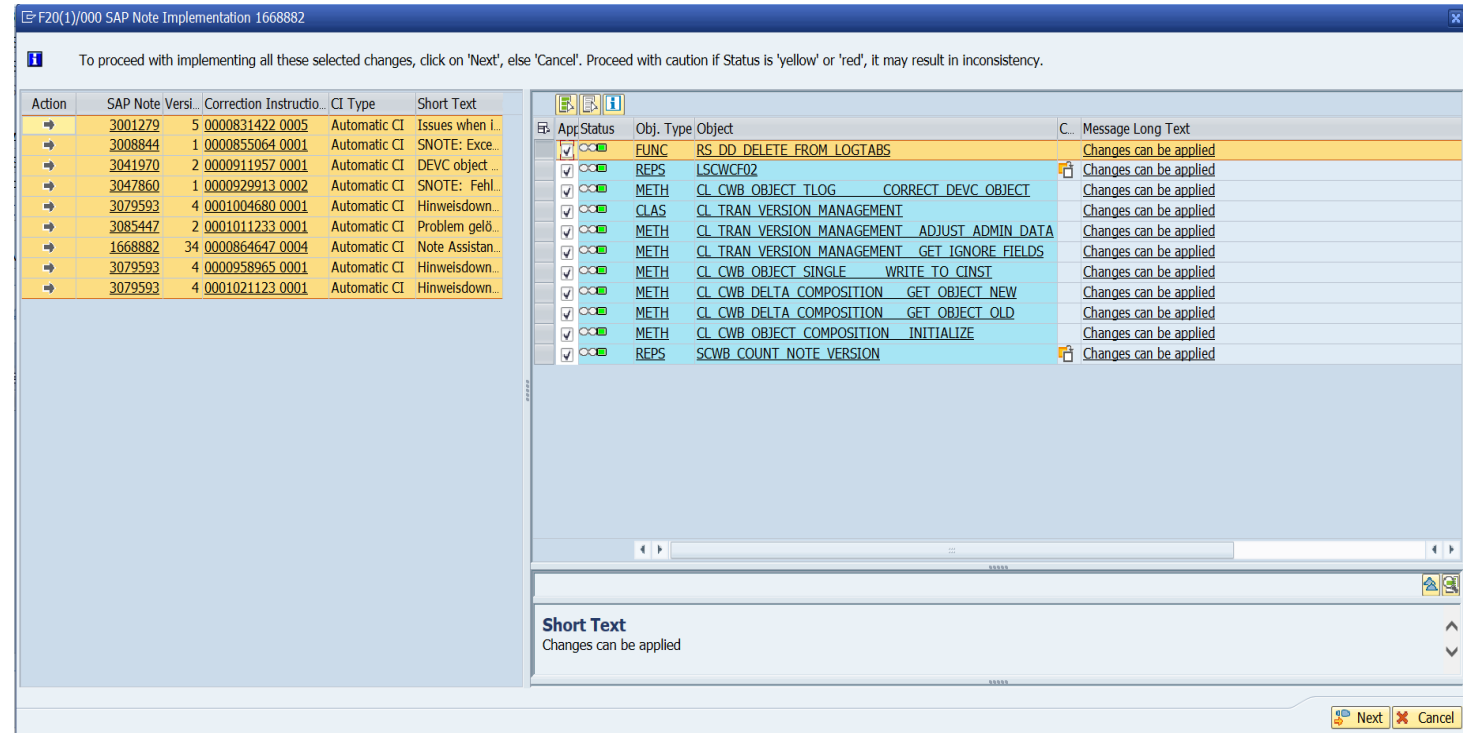 F20(1)/000 SAP Note Implementation 1668882
To proceed with implementing all these selected changes, click on 'Next', else 'Cancel'. Proceed with caution if Status is 'yellow' or 'red', it may result in inconsistency.
Action SAP Note Versi... Correction Instructio... CI Type Short Text
3001279 5 0000831422 0005 Automatic CI Issues when i...
3008844 1 0000855064 0001 Automatic CI SNOTE: Exce...
3041970 2 0000911957 0001 Automatic CI DEVC object ...
3047860 1 0000929913 0002 Automatic CI SNOTE: Fehl...
3079593 4 0001004680 0001 Automatic CI Hinweisdown...
3085447 2 0001011233 0001 Automatic CI Problem gelö...
1668882 34 0000864647 0004 Automatic CI Note Assistan...
3079593 4 0000958965 0001 Automatic CI Hinweisdown...
3079593 4 0001021123 0001 Automatic CI Hinweisdown...
App Status Obj. Type Object C... Message Long Text
FUNC RS_DD_DELETE_FROM_LOGTABS Changes can be applied
REPS LSCWCF02 Changes can be applied
METH CL_CWB_OBJECT_TLOG CORRECT_DEVC_OBJECT Changes can be applied
CLAS CL_TRAN_VERSION_MANAGEMENT Changes can be applied
METH CL_TRAN_VERSION_MANAGEMENT ADJUST_ADMIN_DATA Changes can be applied
METH CL_TRAN_VERSION_MANAGEMENT GET_IGNORE_FIELDS Changes can be applied
METH CL_CWB_OBJECT_SINGLE WRITE_TO_CINST Changes can be applied
METH CL_CWB_DELTA_COMPOSITION GET_OBJECT_NEW Changes can be applied
METH CL_CWB_DELTA_COMPOSITION GET_OBJECT_OLD Changes can be applied
METH CL_CWB_OBJECT_COMPOSITION INITIALIZE Changes can be applied
REPS SCWB_COUNT_NOTE_VERSION Changes can be applied
Short Text
Changes can be applied
Next Cancel